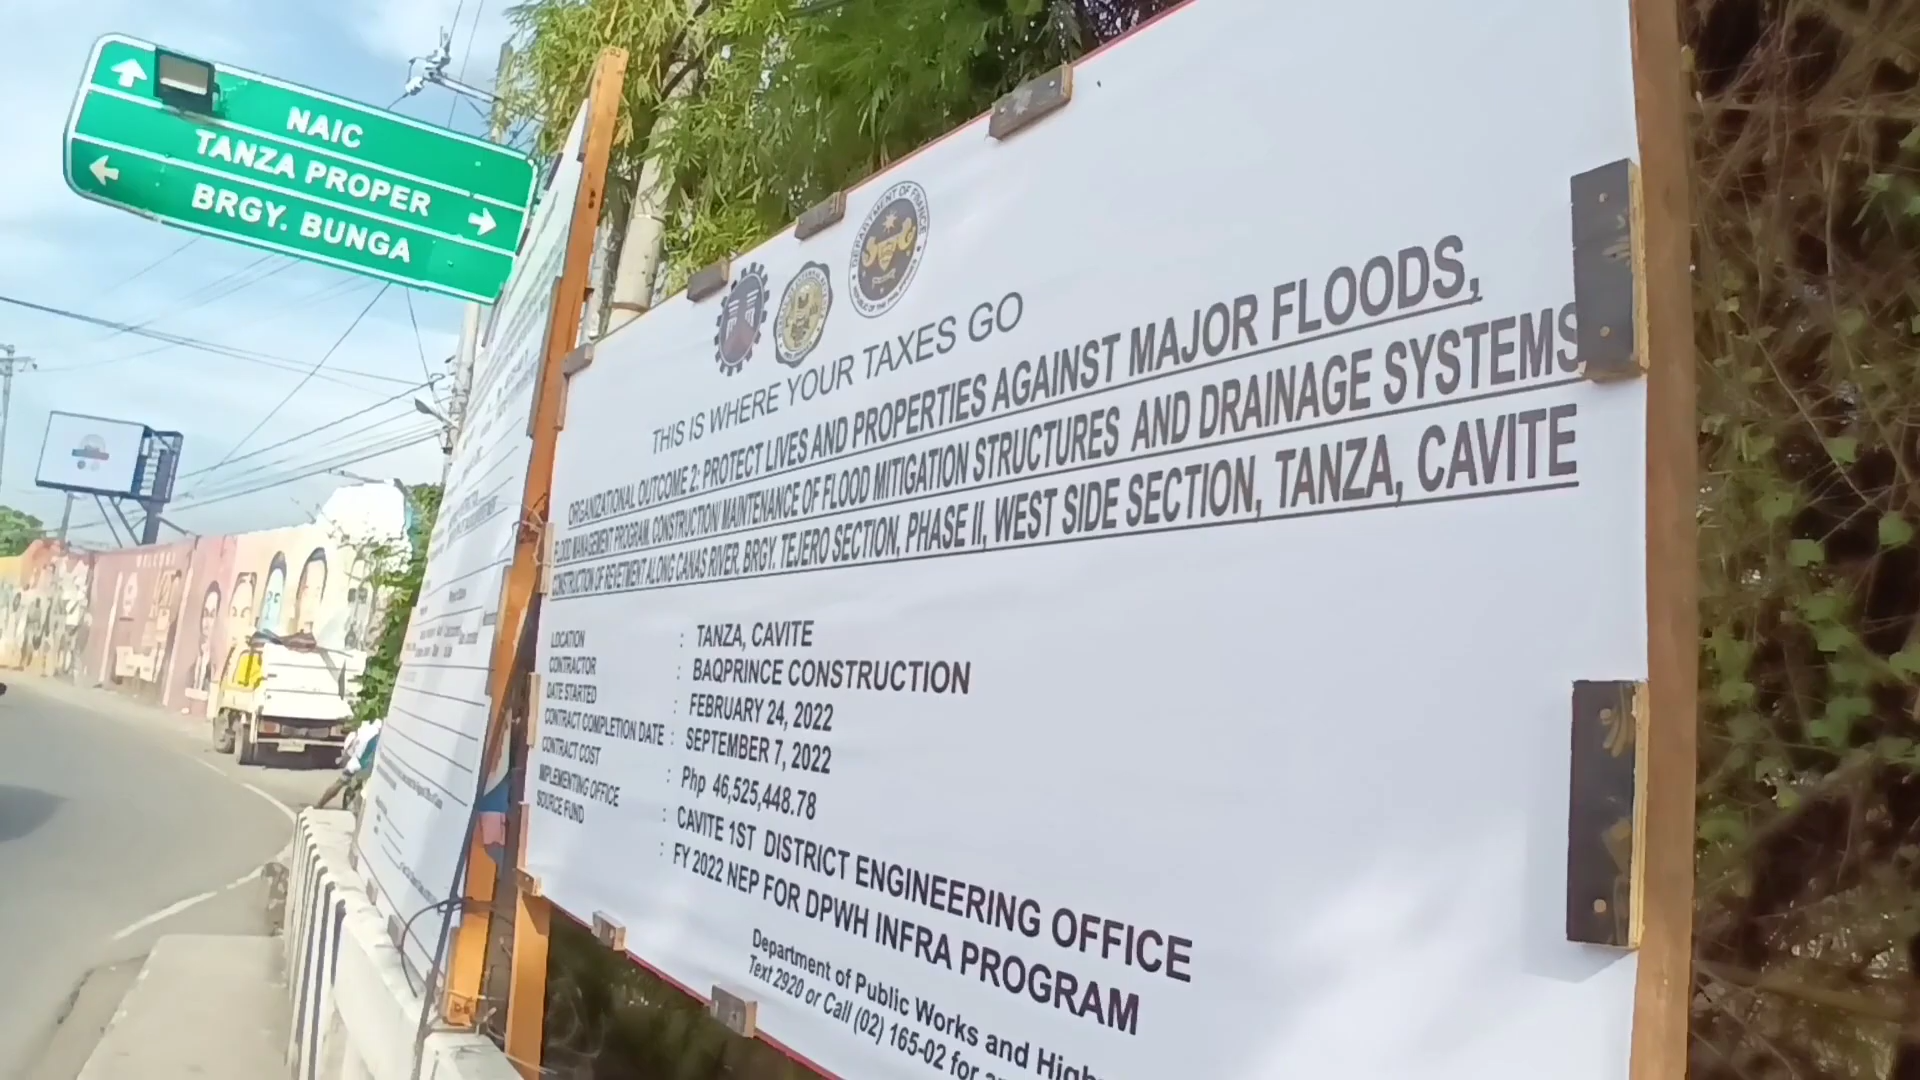 NAIC
TANZA PROPER
BRGY. BUNGA
DEPARTMENT OF FINANCE
THIS IS WHERE YOUR TAXES GO
ORGANIZATIONAL OUTCOME 2: PROTECT LIVES AND PROPERTIES AGAINST MAJOR FLOODS,
FLOOD MANAGEMENT PROGRAM, CONSTRUCTION/ MAINTENANCE OF FLOOD MITIGATION STRUCTURES AND DRAINAGE SYSTEMS
CONSTRUCTION OF REVETMENT ALONG CANAS RIVER, BRGY. TEJERO SECTION, PHASE II, WEST SIDE SECTION, TANZA, CAVITE
LOCATION : TANZA, CAVITE
CONTRACTOR : BAQPRINCE CONSTRUCTION
DATE STARTED : FEBRUARY 24, 2022
CONTRACT COMPLETION DATE : SEPTEMBER 7, 2022
CONTRACT COST : Php 46,525,448.78
IMPLEMENTING OFFICE : CAVITE 1ST DISTRICT ENGINEERING OFFICE
SOURCE FUND : FY 2022 NEP FOR DPWH INFRA PROGRAM
Department of Public Works and High
Text 2920 or Call (02) 165-02 for